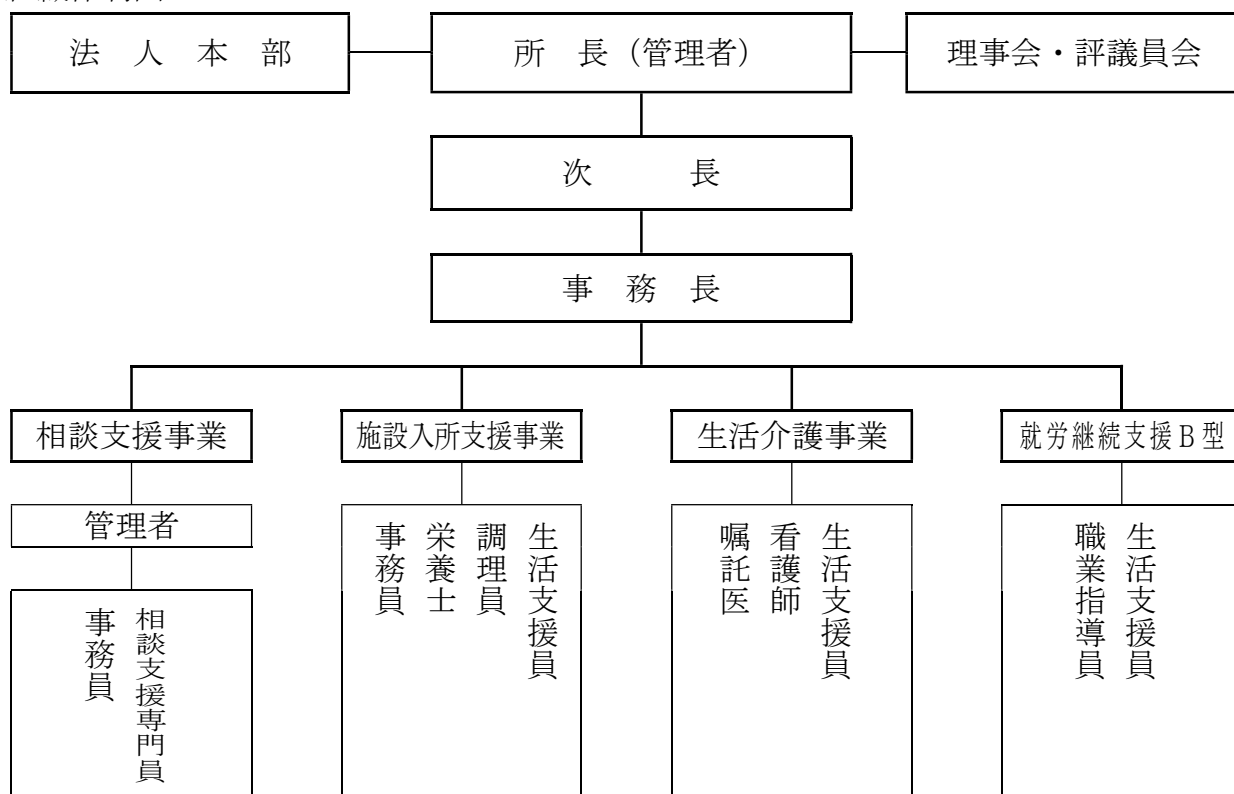 法人本部
所長（管理者）
理事会・評議員会
次長
事務長
相談支援事業
施設入所支援事業
生活介護事業
就労継続支援Ｂ型
管理者
相談支援専門員
事務員
生活支援員
調理員
栄養士
事務員
生活支援員
看護師
嘱託医
生活支援員
職業指導員